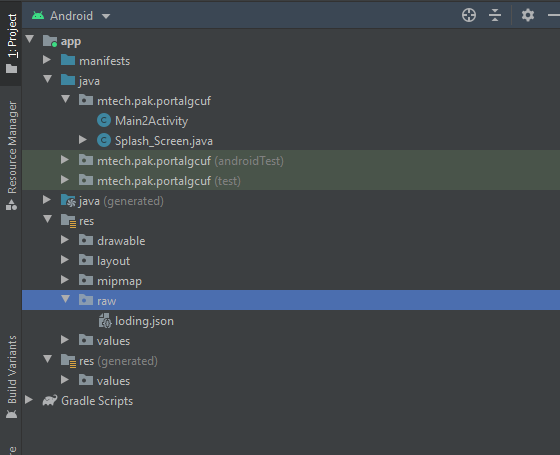 Android
1: Project
Resource Manager
Build Variants
app
manifests
java
mtech.pak.portalgcuf
Main2Activity
Splash_Screen.java
mtech.pak.portalgcuf (androidTest)
mtech.pak.portalgcuf (test)
java (generated)
res
drawable
layout
mipmap
raw
loding.json
values
res (generated)
values
Gradle Scripts